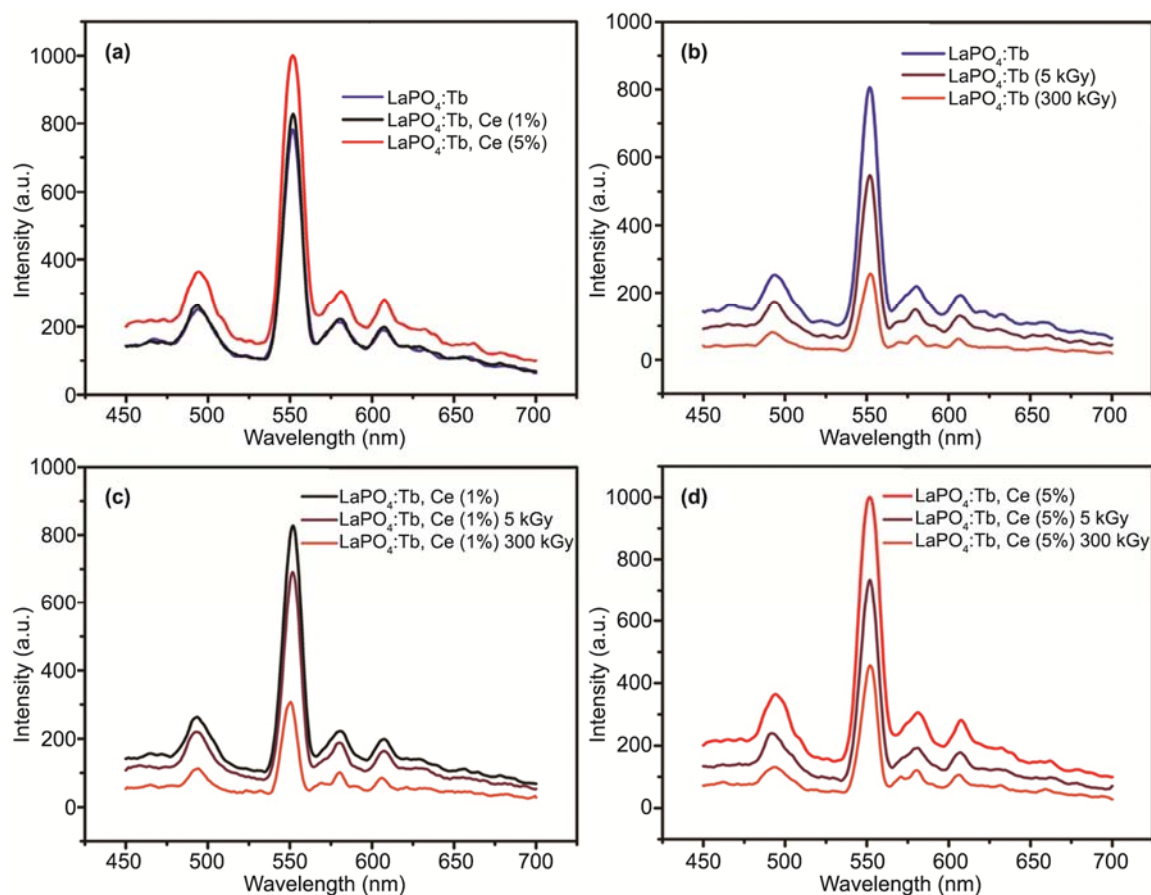 (a)
1000
800
600
400
200
0
Intensity (a.u.)
LaPO₄:Tb
LaPO₄:Tb, Ce (1%)
LaPO₄:Tb, Ce (5%)
450 500 550 600 650 700
Wavelength (nm)
(b)
1000
800
600
400
200
0
Intensity (a.u.)
LaPO₄:Tb
LaPO₄:Tb (5 kGy)
LaPO₄:Tb (300 kGy)
450 500 550 600 650 700
Wavelength (nm)
(c)
1000
800
600
400
200
0
Intensity (a.u.)
LaPO₄:Tb, Ce (1%)
LaPO₄:Tb, Ce (1%) 5 kGy
LaPO₄:Tb, Ce (1%) 300 kGy
450 500 550 600 650 700
Wavelength (nm)
(d)
1000
800
600
400
200
0
Intensity (a.u.)
LaPO₄:Tb, Ce (5%)
LaPO₄:Tb, Ce (5%) 5 kGy
LaPO₄:Tb, Ce (5%) 300 kGy
450 500 550 600 650 700
Wavelength (nm)